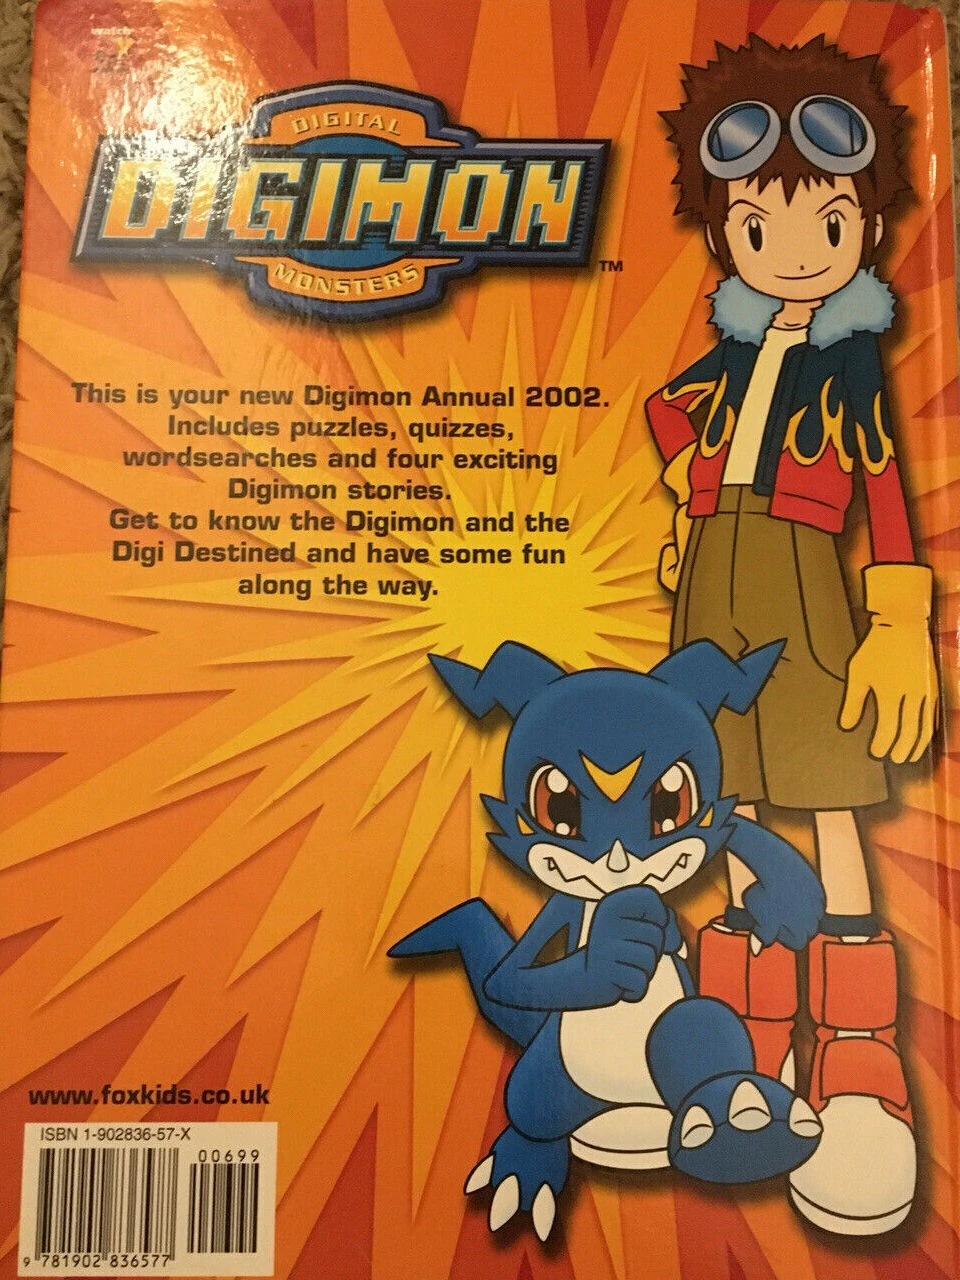 watch
DIGITAL
DIGIMON
MONSTERS
TM
This is your new Digimon Annual 2002.
Includes puzzles, quizzes,
wordsearches and four exciting
Digimon stories.
Get to know the Digimon and the
Digi Destined and have some fun
along the way.
www.foxkids.co.uk
ISBN 1-902836-57-X
00699
9 781902 836577